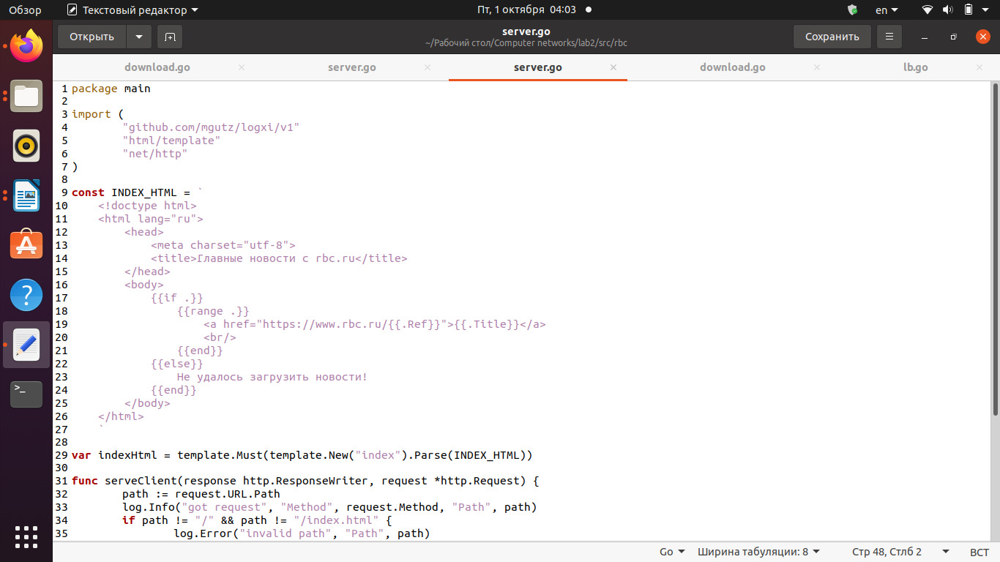 Обзор Текстовый редактор Пт, 1 октября 04:03 en
Открыть server.go Сохранить
~/Рабочий стол/Computer networks/lab2/src/rbc
download.go server.go server.go download.go lb.go
1 package main
2
3 import (
4 "github.com/mgutz/logxi/v1"
5 "html/template"
6 "net/http"
7 )
8
9 const INDEX_HTML = `
10 <!doctype html>
11 <html lang="ru">
12 <head>
13 <meta charset="utf-8">
14 <title>Главные новости с rbc.ru</title>
15 </head>
16 <body>
17 {{if .}}
18 {{range .}}
19 <a href="https://www.rbc.ru/{{.Ref}}">{{.Title}}</a>
20 <br/>
21 {{end}}
22 {{else}}
23 Не удалось загрузить новости!
24 {{end}}
25 </body>
26 </html>
27 `
28
29 var indexHtml = template.Must(template.New("index").Parse(INDEX_HTML))
30
31 func serveClient(response http.ResponseWriter, request *http.Request) {
32 path := request.URL.Path
33 log.Info("got request", "Method", request.Method, "Path", path)
34 if path != "/" && path != "/index.html" {
35 log.Error("invalid path", "Path", path)
Go Ширина табуляции: 8 Стр 48, Стлб 2 ВСТ